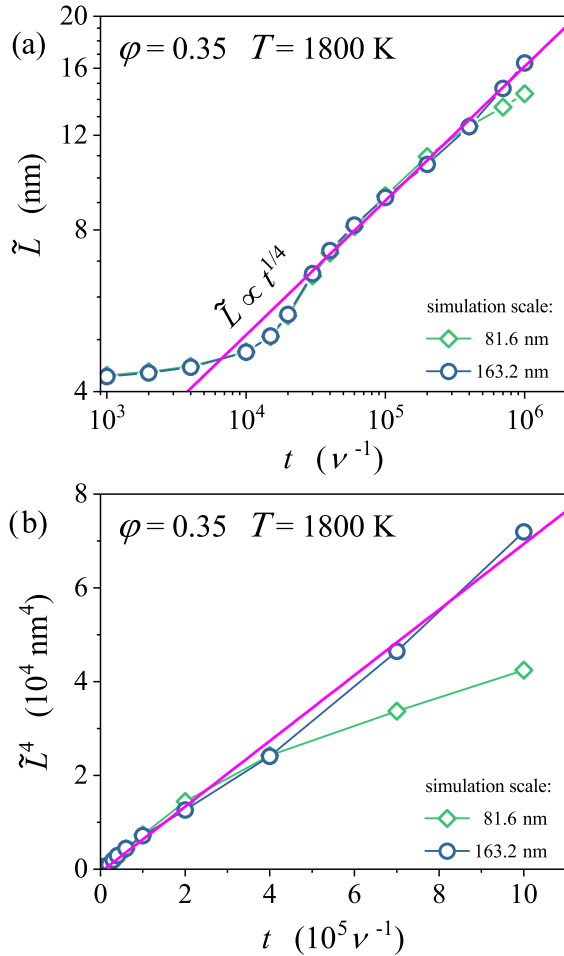 (a)
φ = 0.35 T = 1800 K
20
16
12
8
4
L̃ (nm)
L̃ ∝ t^1/4
simulation scale:
81.6 nm
163.2 nm
10^3 10^4 10^5 10^6
t (ν^-1)
(b)
φ = 0.35 T = 1800 K
8
6
4
2
0
L̃^4 (10^4 nm^4)
simulation scale:
81.6 nm
163.2 nm
0 2 4 6 8 10
t (10^5 ν^-1)